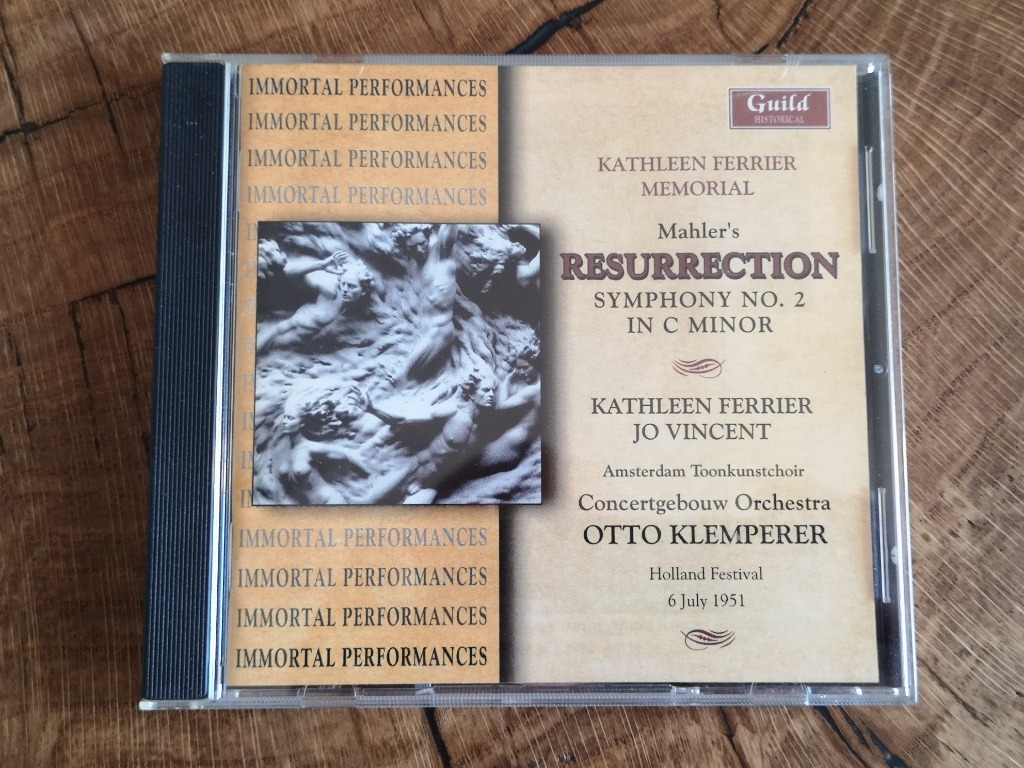 IMMORTAL PERFORMANCES
IMMORTAL PERFORMANCES
IMMORTAL PERFORMANCES
IMMORTAL PERFORMANCES
IMMORTAL PERFORMANCES
IMMORTAL PERFORMANCES
IMMORTAL PERFORMANCES
IMMORTAL PERFORMANCES
Guild
HISTORICAL
KATHLEEN FERRIER
MEMORIAL
Mahler's
RESURRECTION
SYMPHONY NO. 2
IN C MINOR
KATHLEEN FERRIER
JO VINCENT
Amsterdam Toonkunstchoir
Concertgebouw Orchestra
OTTO KLEMPERER
Holland Festival
6 July 1951